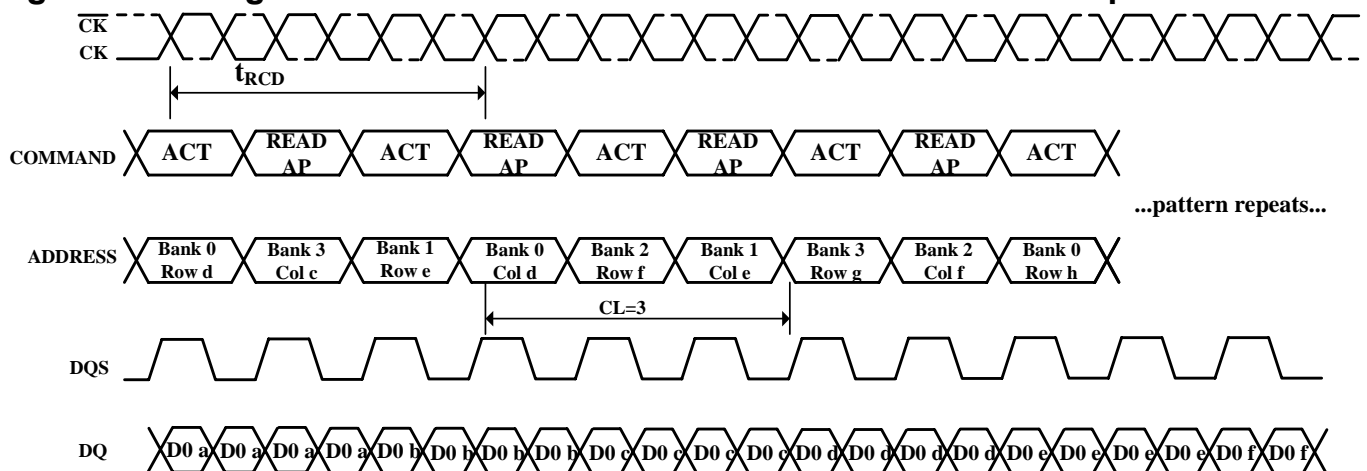 CK
CK
tRCD
COMMAND ACT READ AP ACT READ AP ACT READ AP ACT READ AP ACT
...pattern repeats...
ADDRESS Bank 0 Row d Bank 3 Col c Bank 1 Row e Bank 0 Col d Bank 2 Row f Bank 1 Col e Bank 3 Row g Bank 2 Col f Bank 0 Row h
CL=3
DQS
DQ D0 a D0 a D0 a D0 a D0 b D0 b D0 b D0 b D0 c D0 c D0 c D0 c D0 d D0 d D0 d D0 d D0 e D0 e D0 e D0 e D0 f D0 f